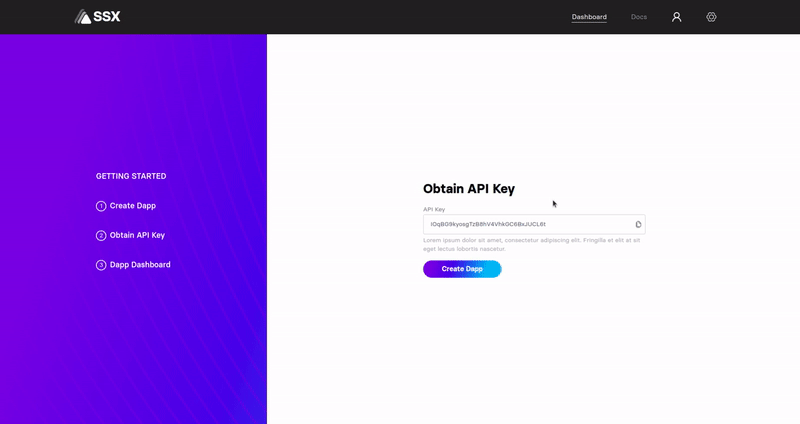 SSX
Dashboard
Docs
GETTING STARTED
1 Create Dapp
2 Obtain API Key
3 Dapp Dashboard
Obtain API Key
API Key
Lorem ipsum dolor sit amet, consectetur adipiscing elit. Fringilla et elit at sit
eget lectus lobortis nascetur.
Create Dapp